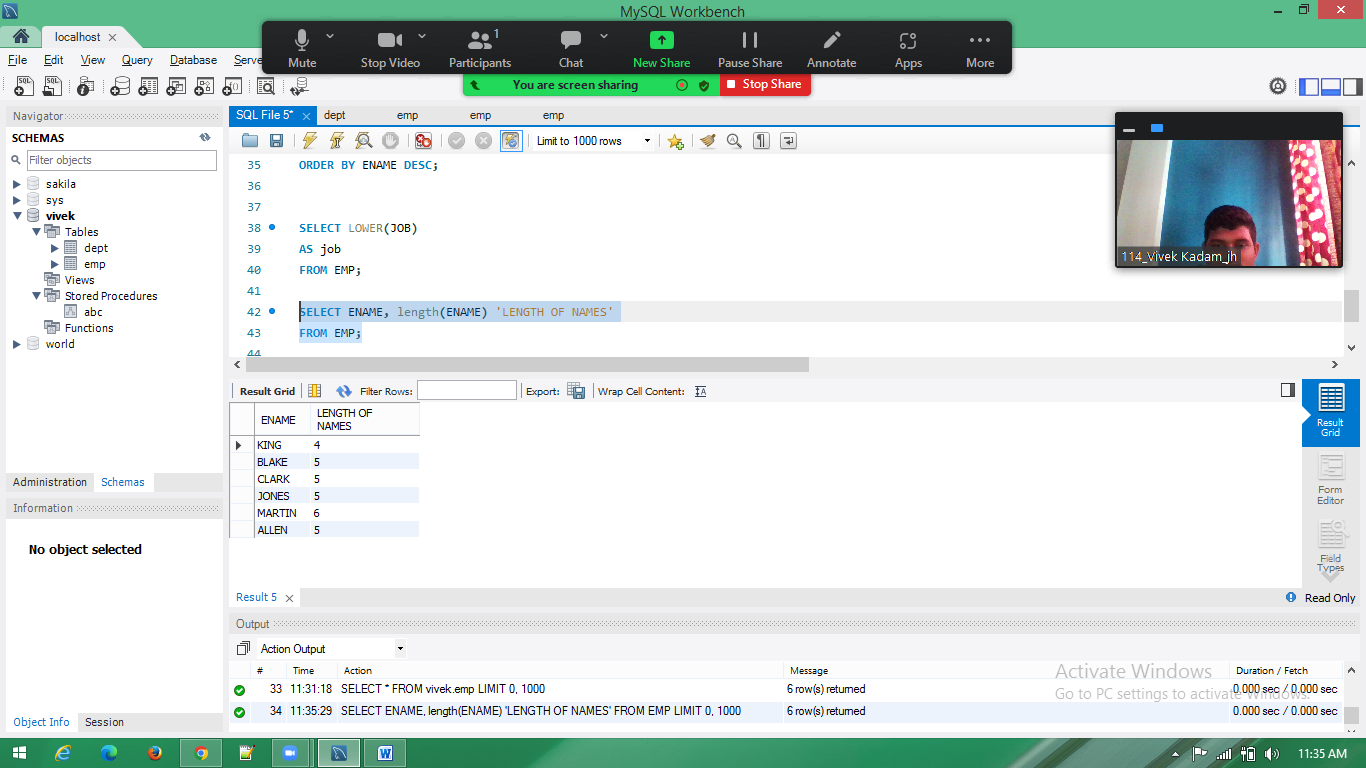 MySQL Workbench
localhost
Mute
Stop Video
Participants
1
Chat
New Share
Pause Share
Annotate
Apps
More
You are screen sharing
Stop Share
File Edit View Query Database Serve
Navigator
SCHEMAS
Filter objects
sakila
sys
vivek
Tables
dept
emp
Views
Stored Procedures
abc
Functions
world
Administration Schemas
Information
No object selected
Object Info Session
SQL File 5* dept emp emp emp
Limit to 1000 rows
35 ORDER BY ENAME DESC;
36
37
38 SELECT LOWER(JOB)
39 AS job
40 FROM EMP;
41
42 SELECT ENAME, length(ENAME) 'LENGTH OF NAMES'
43 FROM EMP;
44
114_Vivek Kadam_jh
Result Grid Filter Rows: Export: Wrap Cell Content:
ENAME LENGTH OF NAMES
KING 4
BLAKE 5
CLARK 5
JONES 5
MARTIN 6
ALLEN 5
Result Grid
Form Editor
Field Types
Result 5
Read Only
Output
Action Output
# Time Action Message Duration / Fetch
33 11:31:18 SELECT * FROM vivek.emp LIMIT 0, 1000 6 row(s) returned 0.000 sec / 0.000 sec
34 11:35:29 SELECT ENAME, length(ENAME) 'LENGTH OF NAMES' FROM EMP LIMIT 0, 1000 6 row(s) returned 0.000 sec / 0.000 sec
Activate Windows
Go to PC settings to activate Windows.
11:35 AM